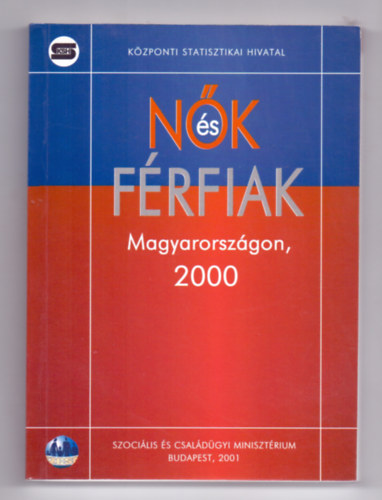 KÖZPONTI STATISZTIKAI HIVATAL
NŐK
és
FÉRFIAK
Magyarországon,
2000
SZOCIÁLIS ÉS CSALÁDÜGYI MINISZTÉRIUM
BUDAPEST, 2001